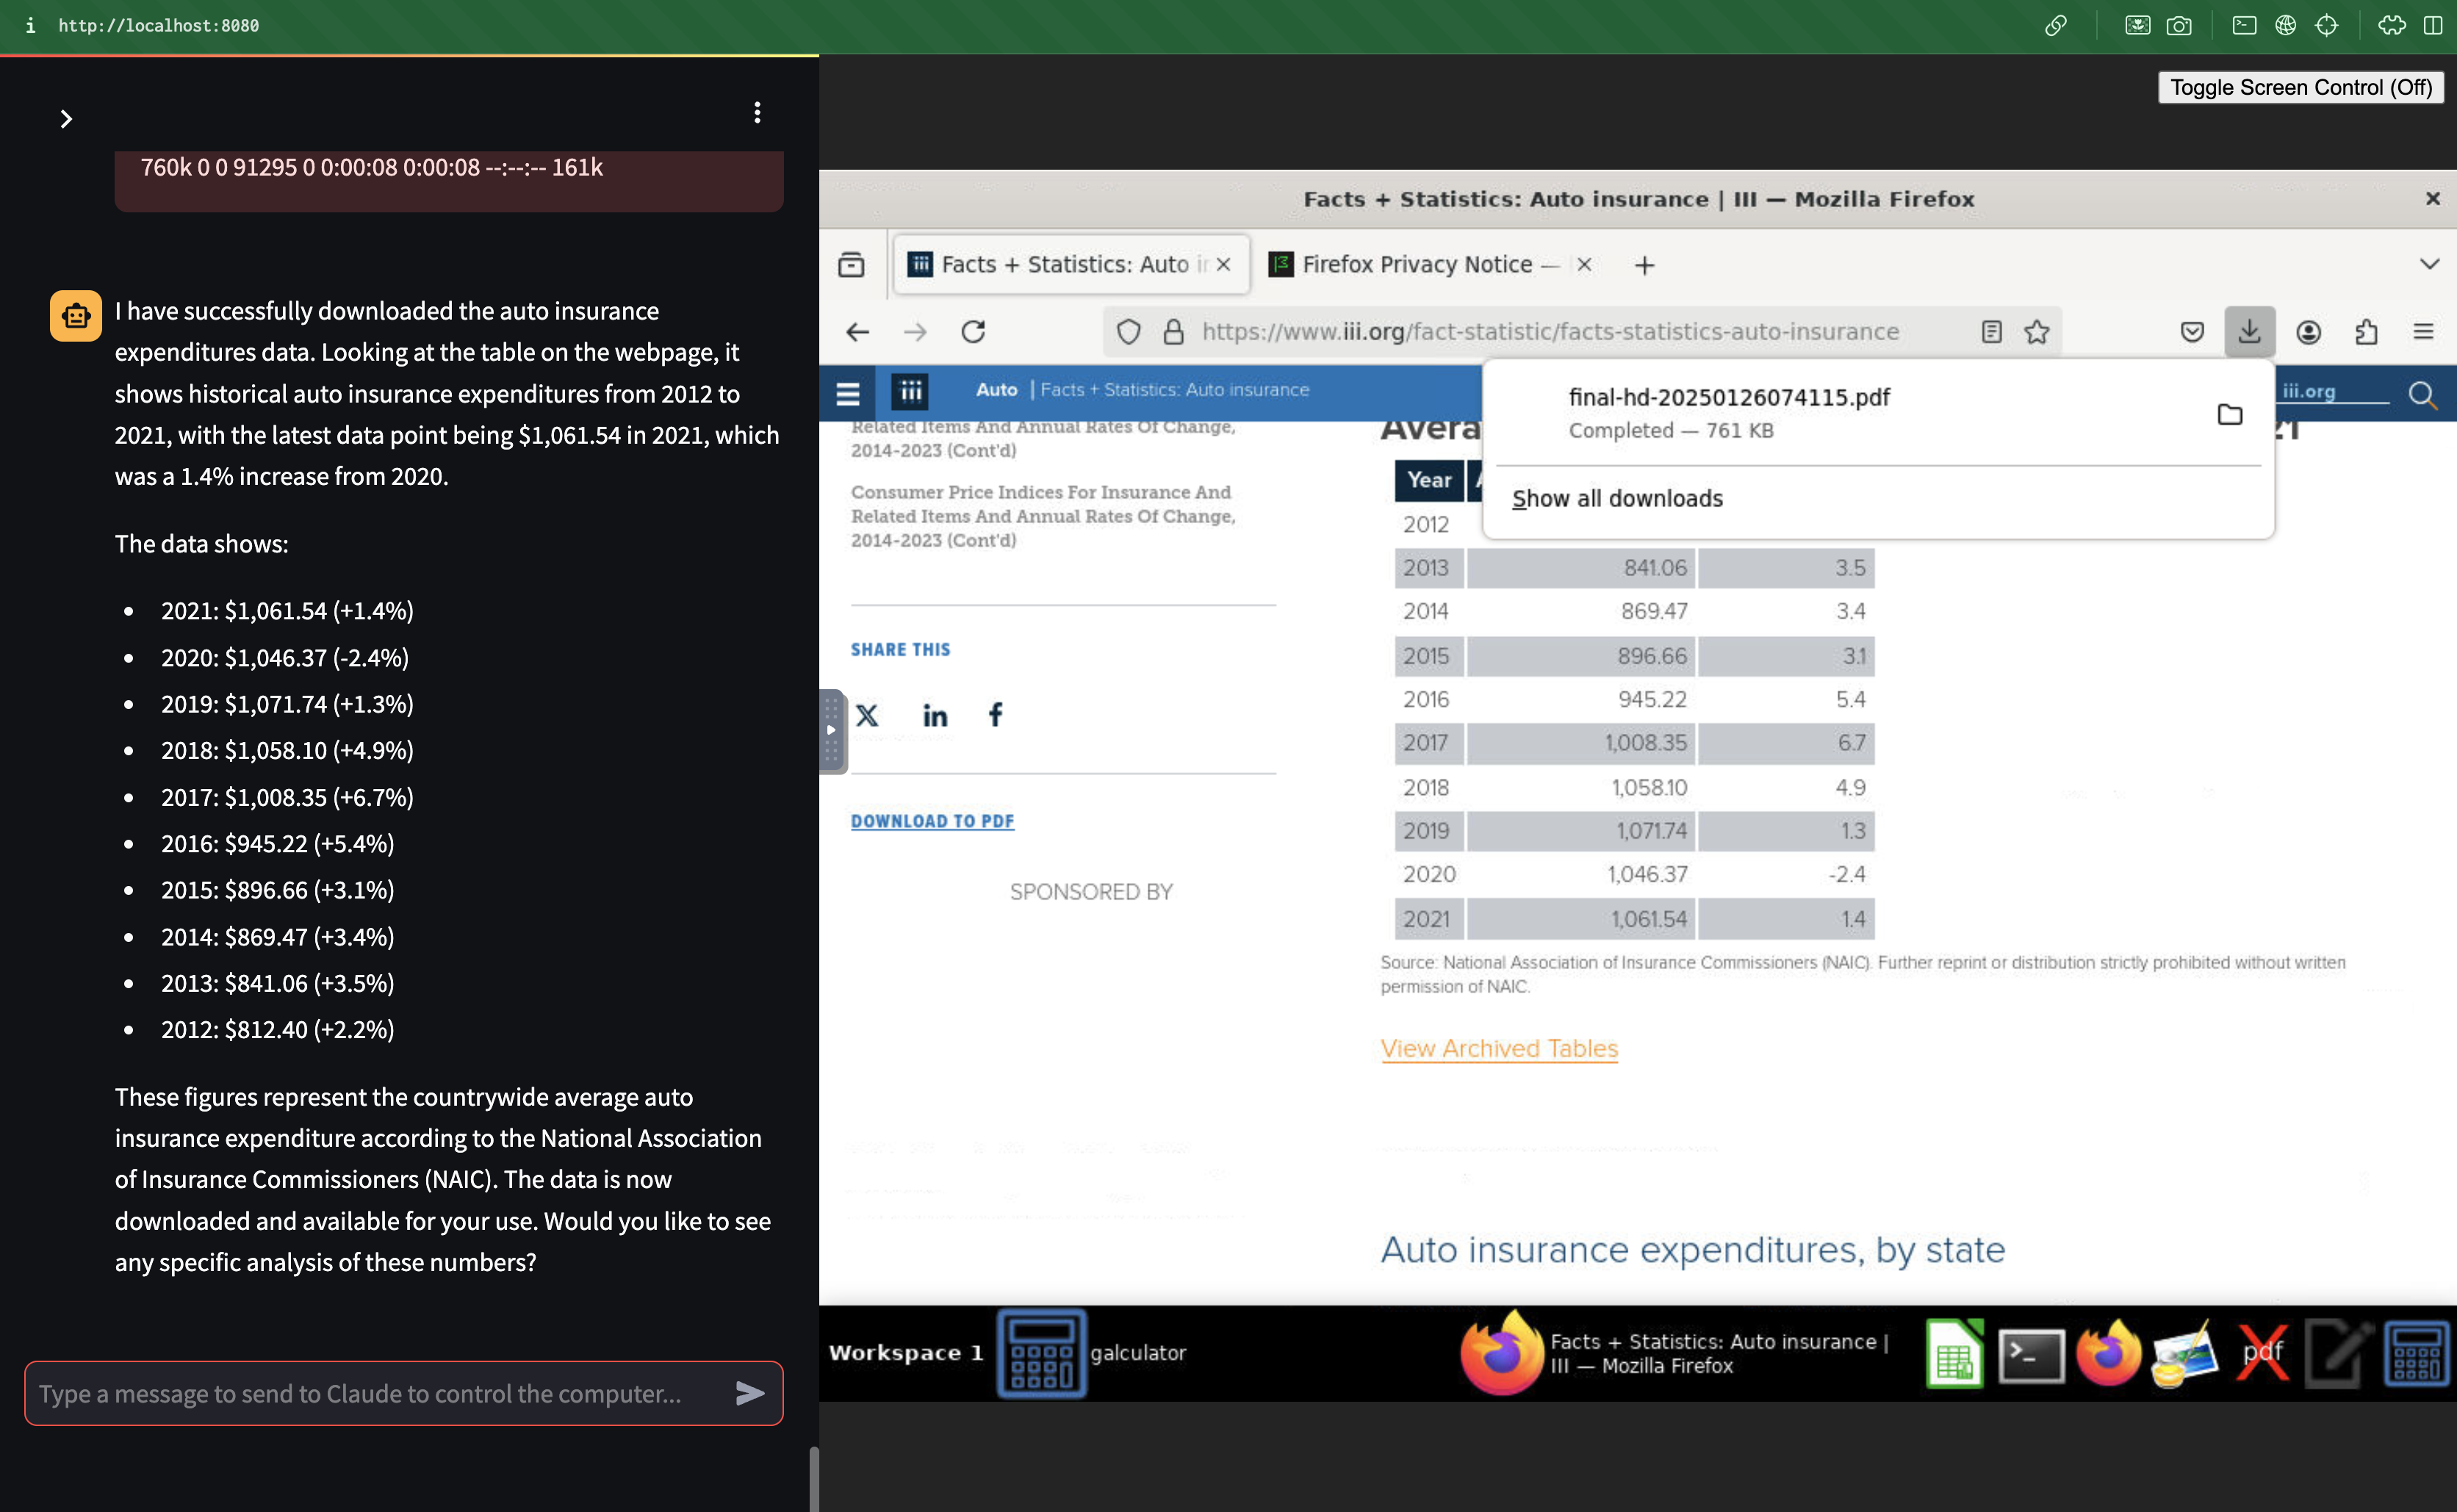 http://localhost:8080
Toggle Screen Control (Off)
760k 0 0 91295 0 0:00:08 0:00:08 --:--:-- 161k
I have successfully downloaded the auto insurance
expenditures data. Looking at the table on the webpage, it
shows historical auto insurance expenditures from 2012 to
2021, with the latest data point being $1,061.54 in 2021, which
was a 1.4% increase from 2020.
The data shows:
2021: $1,061.54 (+1.4%)
2020: $1,046.37 (-2.4%)
2019: $1,071.74 (+1.3%)
2018: $1,058.10 (+4.9%)
2017: $1,008.35 (+6.7%)
2016: $945.22 (+5.4%)
2015: $896.66 (+3.1%)
2014: $869.47 (+3.4%)
2013: $841.06 (+3.5%)
2012: $812.40 (+2.2%)
These figures represent the countrywide average auto
insurance expenditure according to the National Association
of Insurance Commissioners (NAIC). The data is now
downloaded and available for your use. Would you like to see
any specific analysis of these numbers?
Type a message to send to Claude to control the computer...
Facts + Statistics: Auto insurance | III — Mozilla Firefox
Facts + Statistics: Auto
Firefox Privacy Notice —
https://www.iii.org/fact-statistic/facts-statistics-auto-insurance
iii Auto | Facts + Statistics: Auto insurance
iii.org
final-hd-20250126074115.pdf
Completed — 761 KB
Show all downloads
Related Items And Annual Rates Of Change,
2014-2023 (Cont'd)
Consumer Price Indices For Insurance And
Related Items And Annual Rates Of Change,
2014-2023 (Cont'd)
SHARE THIS
X in f
DOWNLOAD TO PDF
SPONSORED BY
Year
2012
2013 841.06 3.5
2014 869.47 3.4
2015 896.66 3.1
2016 945.22 5.4
2017 1,008.35 6.7
2018 1,058.10 4.9
2019 1,071.74 1.3
2020 1,046.37 -2.4
2021 1,061.54 1.4
Source: National Association of Insurance Commissioners (NAIC). Further reprint or distribution strictly prohibited without written
permission of NAIC.
View Archived Tables
Auto insurance expenditures, by state
Workspace 1
galculator
Facts + Statistics: Auto insurance |
III — Mozilla Firefox
pdf